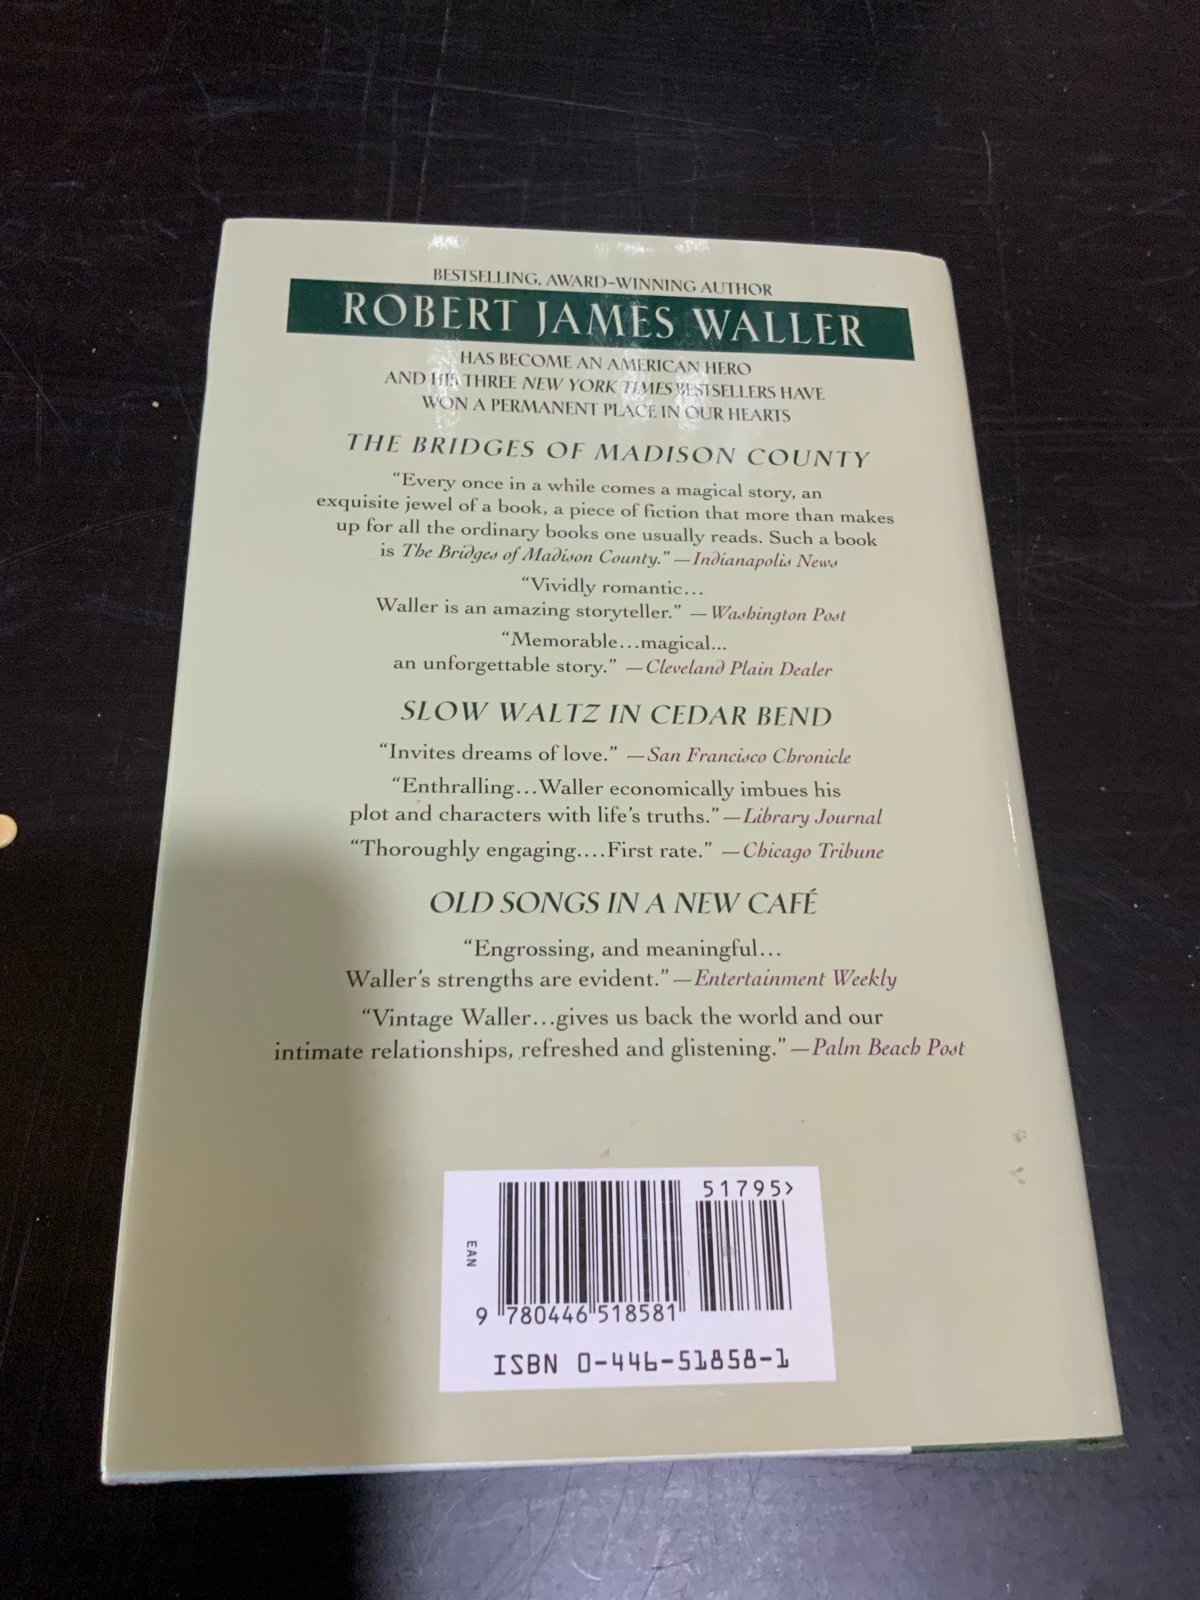 BESTSELLING, AWARD-WINNING AUTHOR
ROBERT JAMES WALLER
HAS BECOME AN AMERICAN HERO
AND HIS THREE NEW YORK TIMES BESTSELLERS HAVE
WON A PERMANENT PLACE IN OUR HEARTS
THE BRIDGES OF MADISON COUNTY
“Every once in a while comes a magical story, an
exquisite jewel of a book, a piece of fiction that more than makes
up for all the ordinary books one usually reads. Such a book
is The Bridges of Madison County.” —Indianapolis News
“Vividly romantic…
Waller is an amazing storyteller.” —Washington Post
“Memorable…magical...
an unforgettable story.” —Cleveland Plain Dealer
SLOW WALTZ IN CEDAR BEND
“Invites dreams of love.” —San Francisco Chronicle
“Enthralling…Waller economically imbues his
plot and characters with life’s truths.”—Library Journal
“Thoroughly engaging….First rate.” —Chicago Tribune
OLD SONGS IN A NEW CAFÉ
“Engrossing, and meaningful…
Waller’s strengths are evident.”—Entertainment Weekly
“Vintage Waller…gives us back the world and our
intimate relationships, refreshed and glistening.”—Palm Beach Post
51795>
EAN
9 780446 518581
ISBN 0-446-51858-1